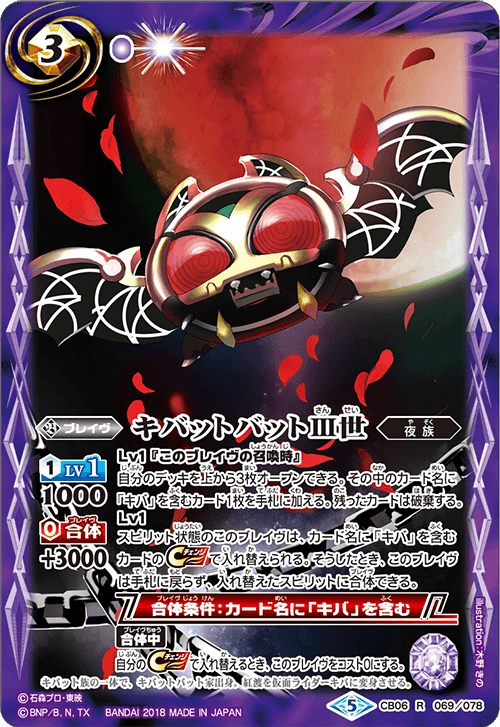 3
ブレイヴ
キバットバットⅢ世
夜族
1 LV1
1000
0 合体
+3000
Lv1『このブレイヴの召喚時』
自分のデッキを上から3枚オープンできる。その中のカード名に
「キバ」を含むカード1枚を手札に加える。残ったカードは破棄する。
Lv1
スピリット状態のこのブレイヴは、カード名に「キバ」を含む
カードの Cチェンジ で入れ替えられる。そうしたとき、このブレイヴ
は手札に戻らず、入れ替えたスピリットに合体できる。
合体条件:カード名に「キバ」を含む
合体中
自分の Cチェンジ で入れ替えるとき、このブレイヴをコスト0にする。
キバット族の一体で、キバットバット家出身。紅渡を仮面ライダーキバに変身させる。
illustration:木野 きの
©石森プロ・東映
©BNP/B, N, TX BANDAI 2018 MADE IN JAPAN
5 CB06 R 069/078